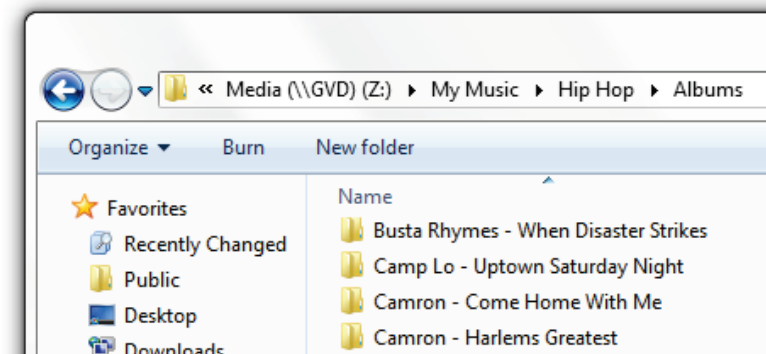 « Media (\\GVD) (Z:) ▸ My Music ▸ Hip Hop ▸ Albums
Organize ▾ Burn New folder
Favorites
Recently Changed
Public
Desktop
Downloads
Name
Busta Rhymes - When Disaster Strikes
Camp Lo - Uptown Saturday Night
Camron - Come Home With Me
Camron - Harlems Greatest